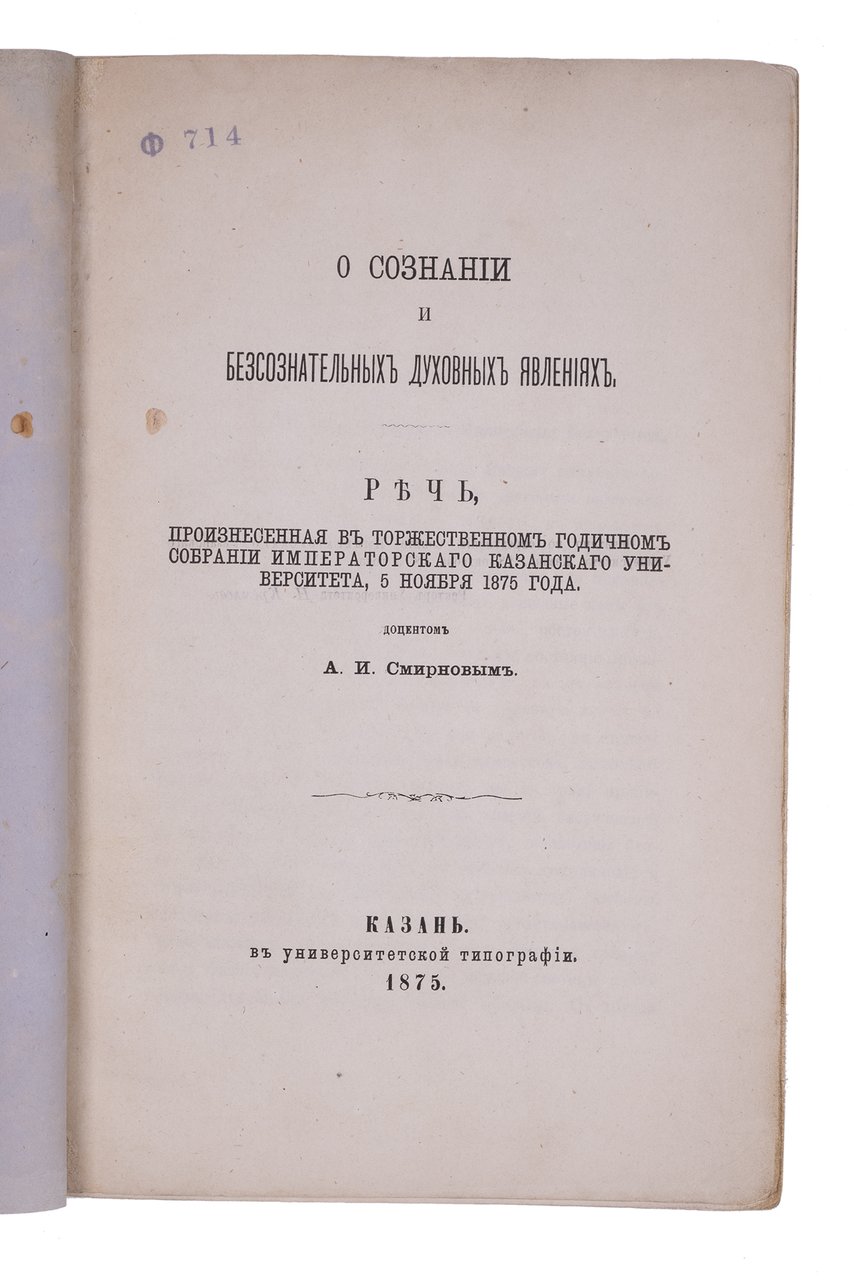 Ф 714
О СОЗНАНІИ
И
БЕЗСОЗНАТЕЛЬНЫХЪ ДУХОВНЫХЪ ЯВЛЕНІЯХЪ.
РѢЧЬ,
ПРОИЗНЕСЕННАЯ ВЪ ТОРЖЕСТВЕННОМЪ ГОДИЧНОМЪ
СОБРАНІИ ИМПЕРАТОРСКАГО КАЗАНСКАГО УНИ-
ВЕРСИТЕТА, 5 НОЯБРЯ 1875 ГОДА.
ДОЦЕНТОМЪ
А. И. Смирновымъ.
КАЗАНЬ.
въ университетской типографіи.
1875.